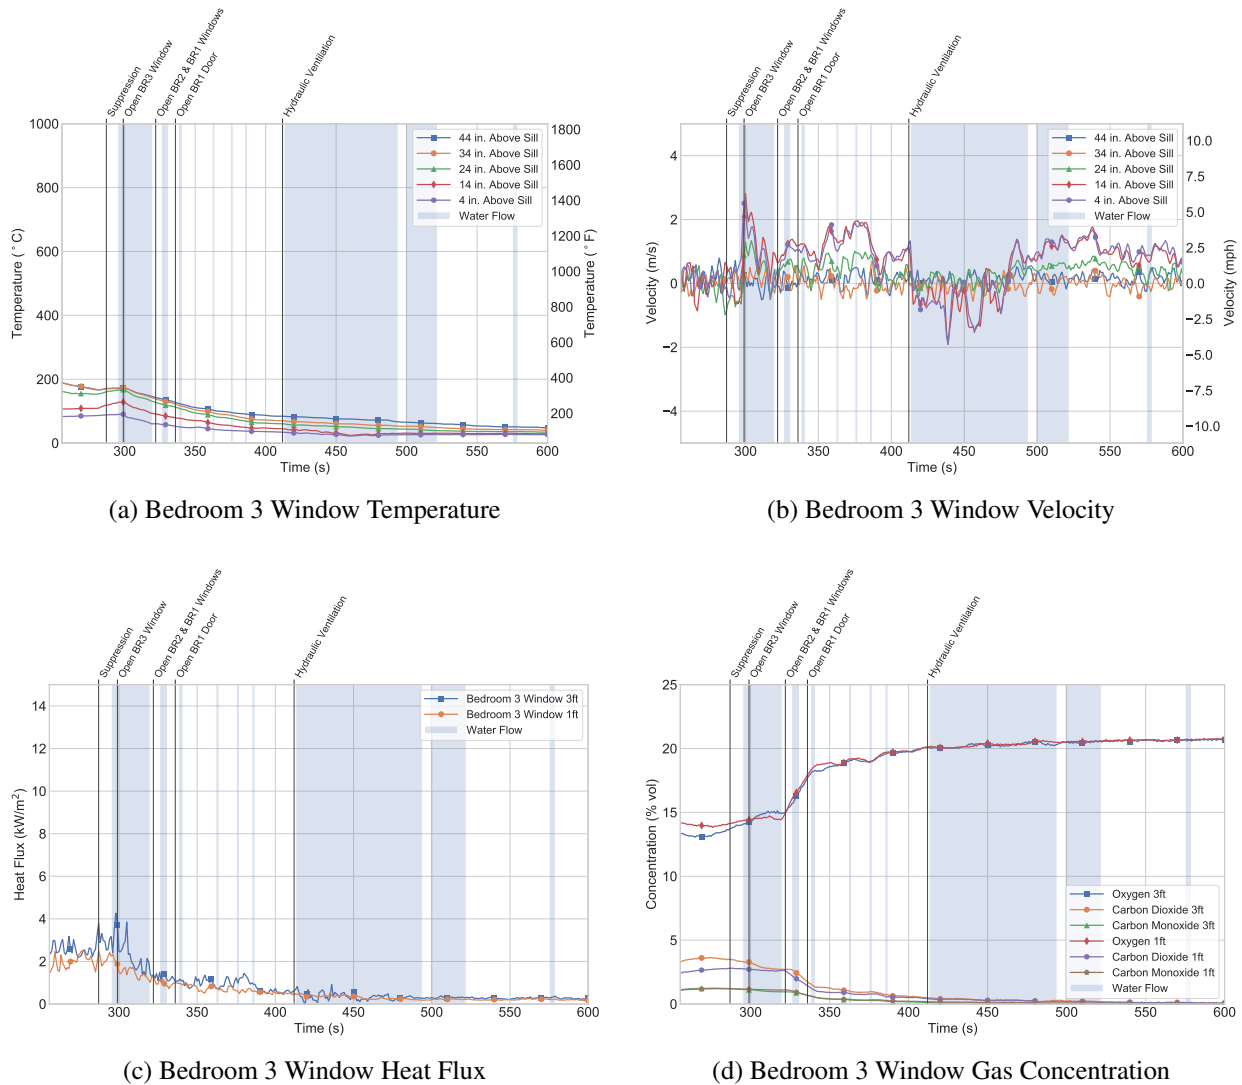 Suppression
Open BR3 Window
Open BR2 & BR1 Windows
Open BR1 Door
Hydraulic Ventilation
1000
800
600
400
200
0
Temperature (°C)
1800
1600
1400
1200
1000
800
600
400
200
Temperature (°F)
44 in. Above Sill
34 in. Above Sill
24 in. Above Sill
14 in. Above Sill
4 in. Above Sill
Water Flow
300 350 400 450 500 550 600
Time (s)
(a) Bedroom 3 Window Temperature
Suppression
Open BR3 Window
Open BR2 & BR1 Windows
Open BR1 Door
Hydraulic Ventilation
4
2
0
−2
−4
Velocity (m/s)
10.0
7.5
5.0
2.5
0.0
−2.5
−5.0
−7.5
−10.0
Velocity (mph)
44 in. Above Sill
34 in. Above Sill
24 in. Above Sill
14 in. Above Sill
4 in. Above Sill
Water Flow
300 350 400 450 500 550 600
Time (s)
(b) Bedroom 3 Window Velocity
Suppression
Open BR3 Window
Open BR2 & BR1 Windows
Open BR1 Door
Hydraulic Ventilation
14
12
10
8
6
4
2
0
Heat Flux (kW/m²)
Bedroom 3 Window 3ft
Bedroom 3 Window 1ft
Water Flow
300 350 400 450 500 550 600
Time (s)
(c) Bedroom 3 Window Heat Flux
Suppression
Open BR3 Window
Open BR2 & BR1 Windows
Open BR1 Door
Hydraulic Ventilation
25
20
15
10
5
0
Concentration (% vol)
Oxygen 3ft
Carbon Dioxide 3ft
Carbon Monoxide 3ft
Oxygen 1ft
Carbon Dioxide 1ft
Carbon Monoxide 1ft
Water Flow
300 350 400 450 500 550 600
Time (s)
(d) Bedroom 3 Window Gas Concentration